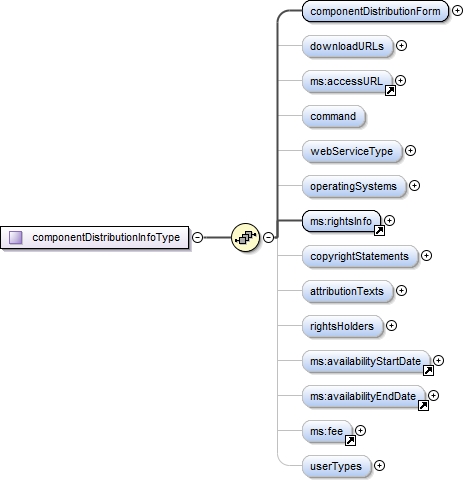 componentDistributionForm
downloadURLs
ms:accessURL
command
webServiceType
operatingSystems
ms:rightsInfo
componentDistributionInfoType
copyrightStatements
attributionTexts
rightsHolders
ms:availabilityStartDate
ms:availabilityEndDate
ms:fee
userTypes